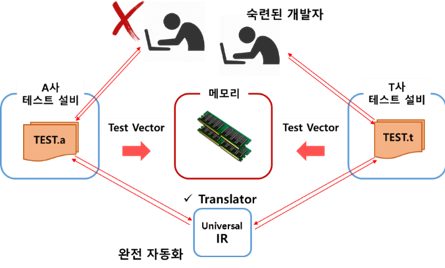 숙련된 개발자
A사
테스트 설비
메모리
T사
테스트 설비
TEST.a
Test Vector
Test Vector
TEST.t
✓ Translator
Universal
IR
완전 자동화